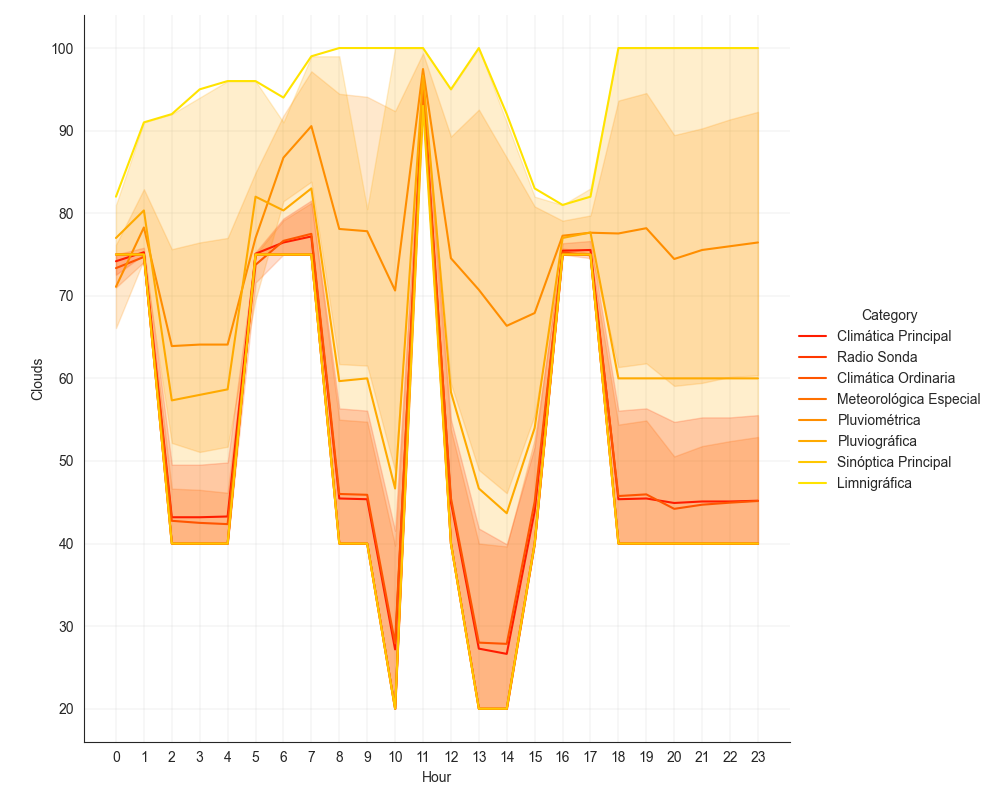 100
90
80
70
60
50
40
30
20
Clouds
0 1 2 3 4 5 6 7 8 9 10 11 12 13 14 15 16 17 18 19 20 21 22 23
Hour
Category
Climática Principal
Radio Sonda
Climática Ordinaria
Meteorológica Especial
Pluviométrica
Pluviográfica
Sinóptica Principal
Limnigráfica